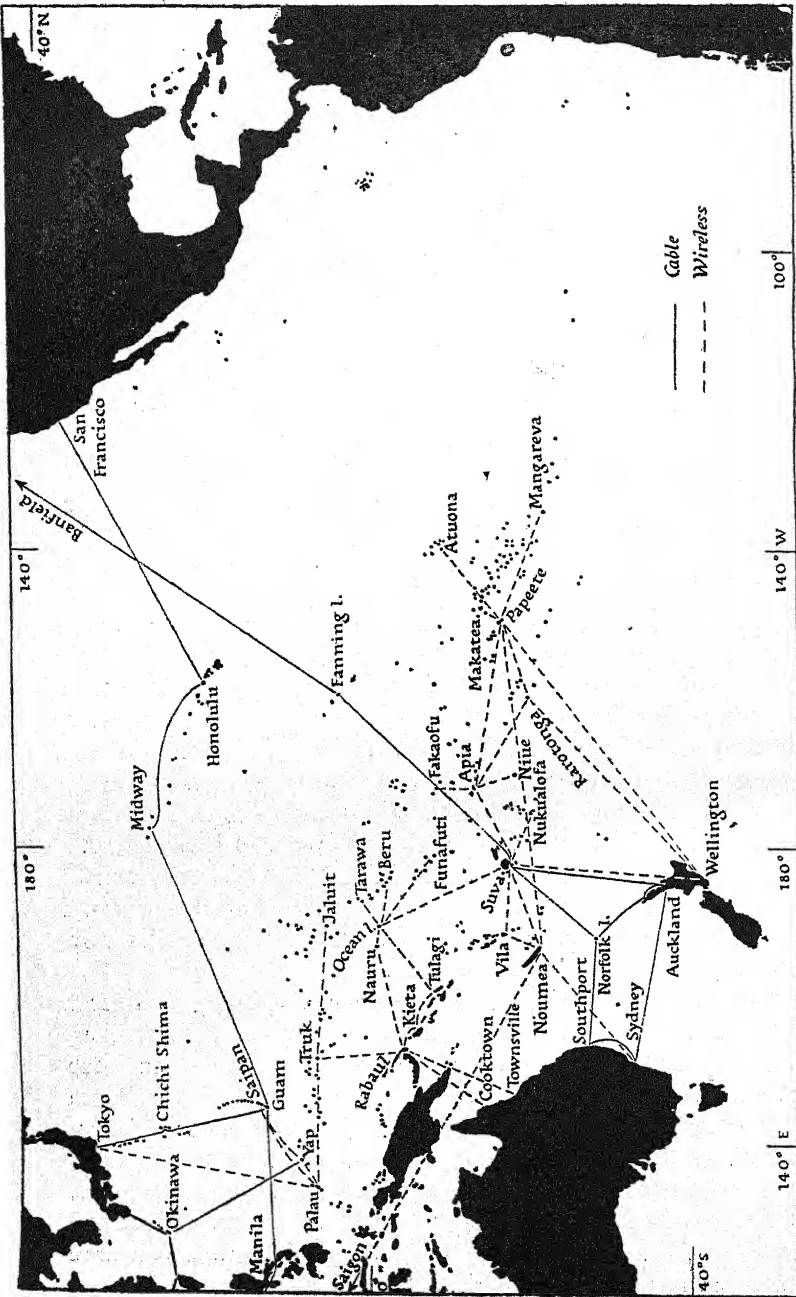 40°N
180°
140°
Tokyo
Chichi Shima
Okinawa
Midway
San
Francisco
Banfield
Honolulu
Saipan
Guam
Manila
Yap
Palau
Truk
Jaluit
Fanning I.
Saigon
0°
Ocean I.
Tarawa
Nauru
Beru
Rabaul
Kieta
Tulagi
Funafuti
Fakaofu
Atuona
Apia
Makatea
Cooktown
Townsville
Vila
Suva
Niüe
Papeete
Mangareva
Noumea
Nukualofa
Rarotonga
Southport
Norfolk I.
Sydney
Auckland
Wellington
Cable
Wireless
40°S
140°E
180°
140°W
100°